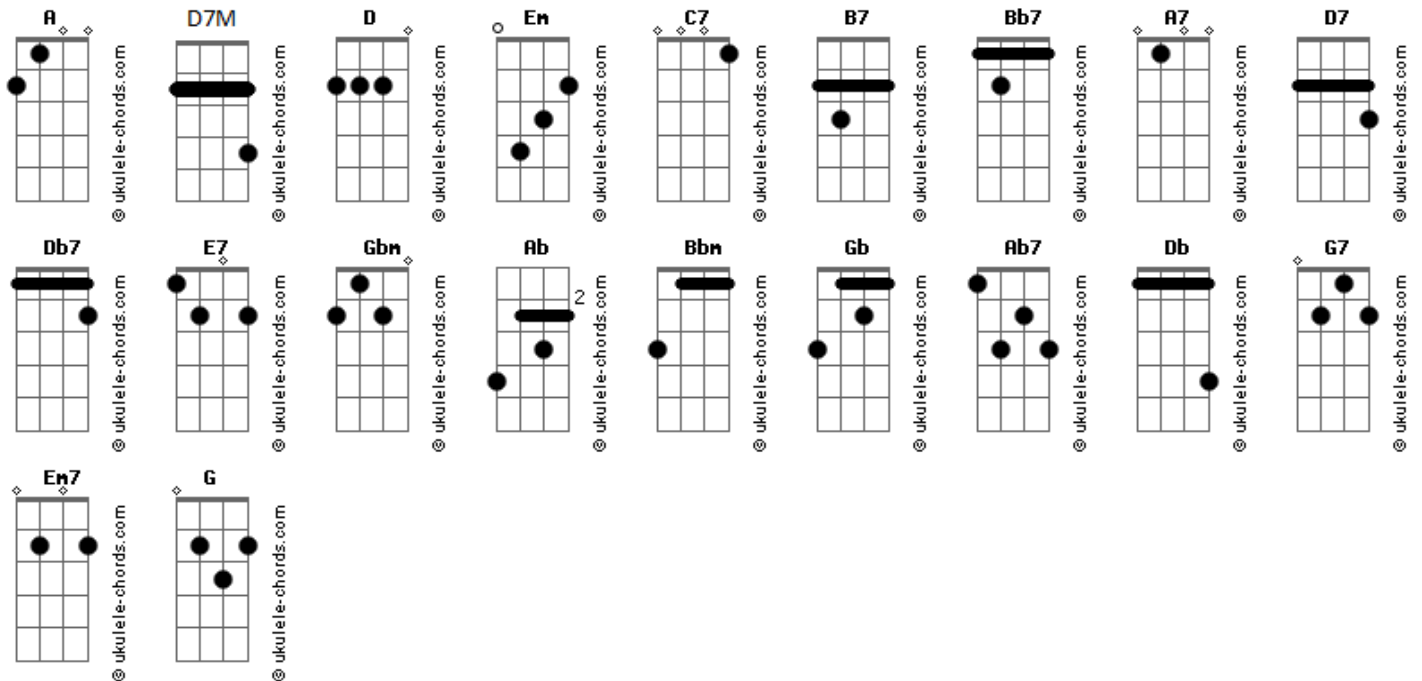 A D7M D Em C7 B7 Bb7 A7 D7
© ukulele-chords.com © ukulele-chords.com © ukulele-chords.com © ukulele-chords.com © ukulele-chords.com © ukulele-chords.com © ukulele-chords.com © ukulele-chords.com © ukulele-chords.com
Db7 E7 Gbm Ab Bbm Gb Ab7 Db G7
2
© ukulele-chords.com © ukulele-chords.com © ukulele-chords.com © ukulele-chords.com © ukulele-chords.com © ukulele-chords.com © ukulele-chords.com © ukulele-chords.com © ukulele-chords.com
Em7 G
© ukulele-chords.com © ukulele-chords.com